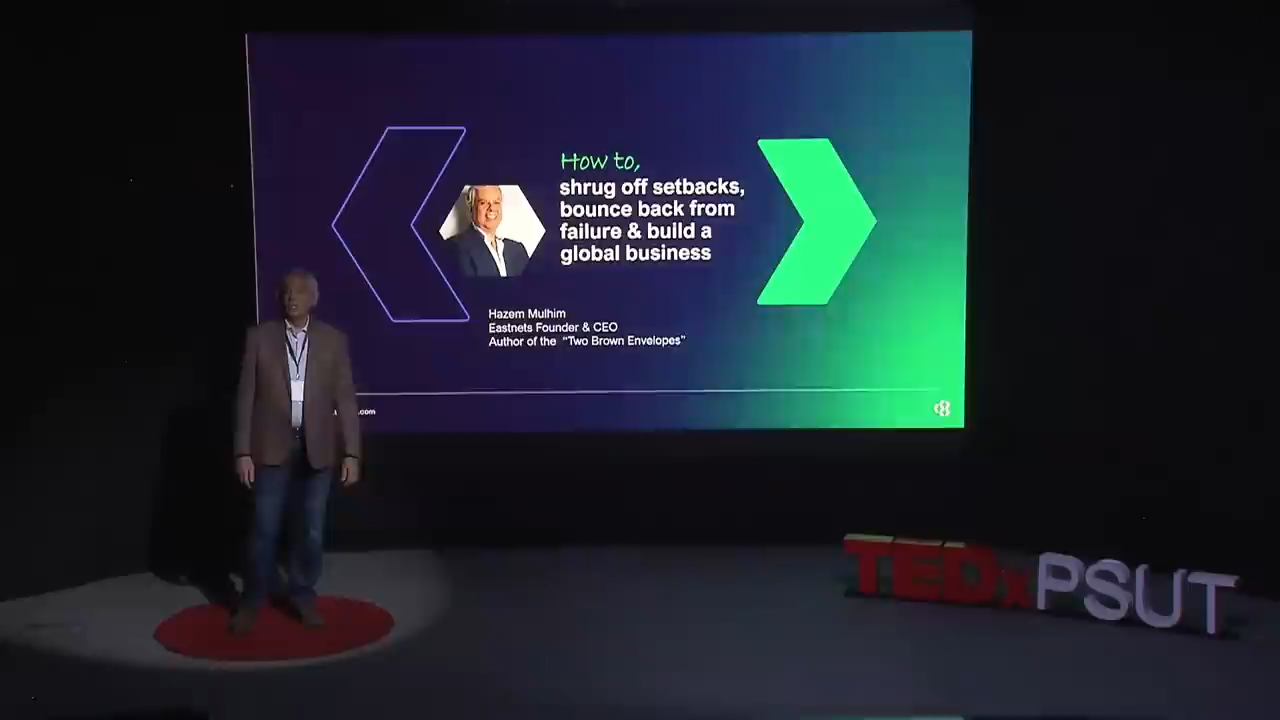 How to,
shrug off setbacks,
bounce back from
failure & build a
global business
Hazem Mulhim
Eastnets Founder & CEO
Author of the “Two Brown Envelopes”
.com
TEDxPSUT